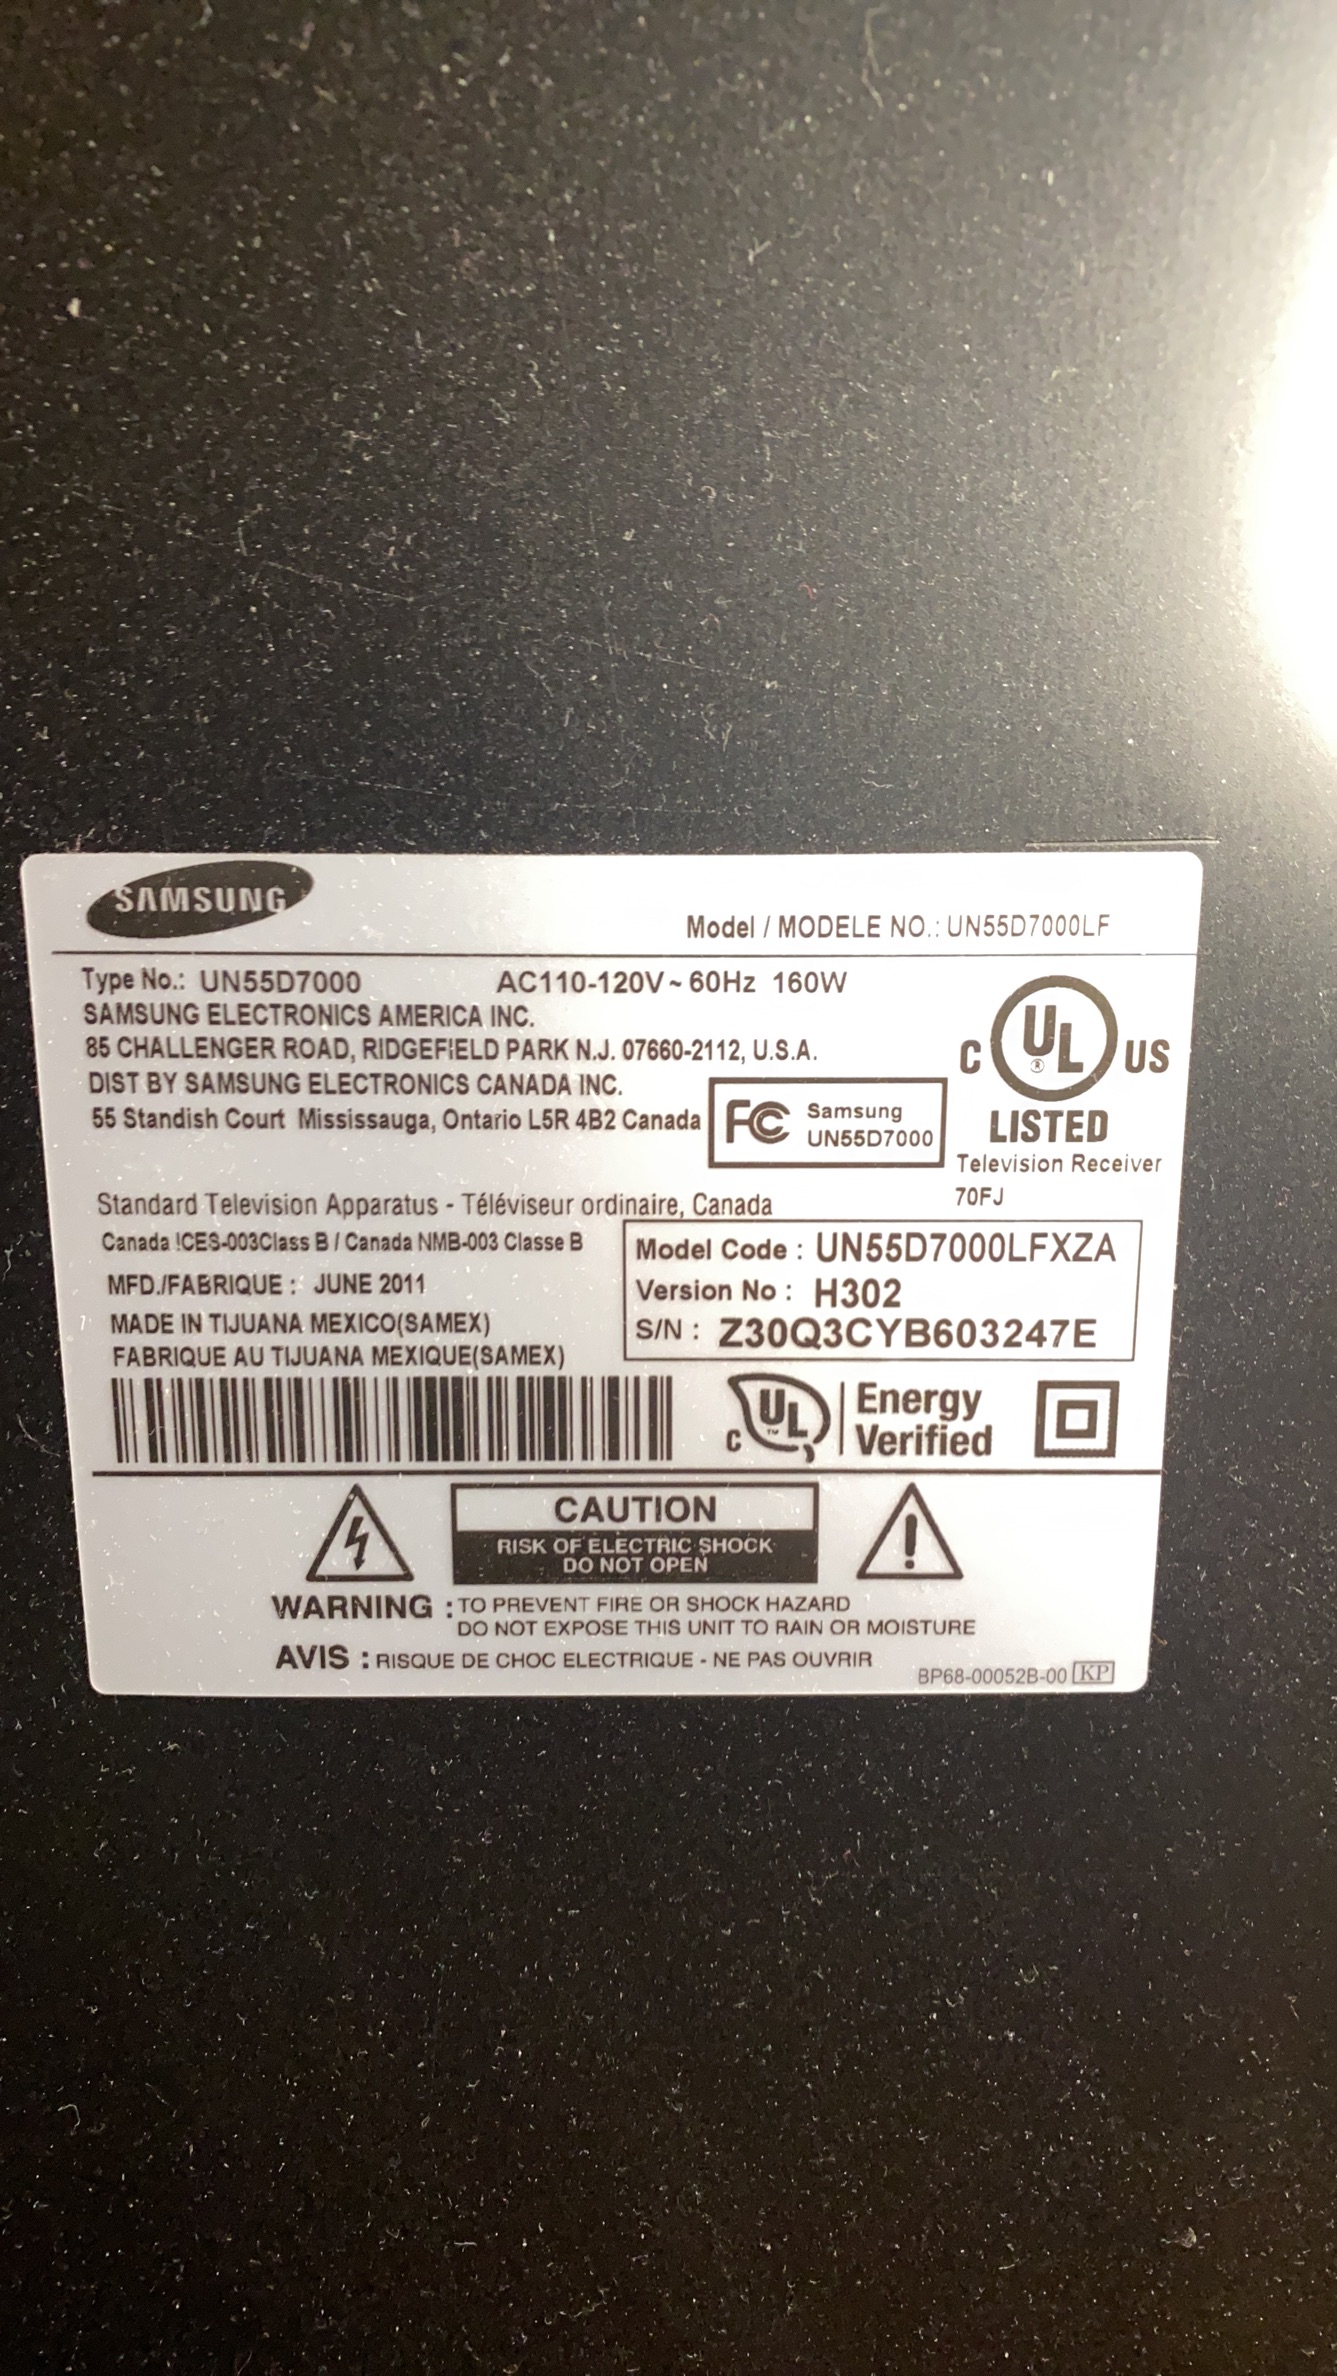 SAMSUNG
Model / MODELE NO.: UN55D7000LF
Type No.: UN55D7000 AC110-120V~60Hz 160W
SAMSUNG ELECTRONICS AMERICA INC.
85 CHALLENGER ROAD, RIDGEFIELD PARK N.J. 07660-2112, U.S.A.
DIST BY SAMSUNG ELECTRONICS CANADA INC.
55 Standish Court Mississauga, Ontario L5R 4B2 Canada
FC Samsung
UN55D7000
C UL ® US
LISTED
Television Receiver
70FJ
Standard Television Apparatus - Téléviseur ordinaire, Canada
Canada ICES-003Class B / Canada NMB-003 Classe B
MFD./FABRIQUE : JUNE 2011
MADE IN TIJUANA MEXICO(SAMEX)
FABRIQUE AU TIJUANA MEXIQUE(SAMEX)
Model Code : UN55D7000LFXZA
Version No : H302
S/N : Z30Q3CYB603247E
C UL ™ Energy
Verified
CAUTION
RISK OF ELECTRIC SHOCK
DO NOT OPEN
WARNING : TO PREVENT FIRE OR SHOCK HAZARD
DO NOT EXPOSE THIS UNIT TO RAIN OR MOISTURE
AVIS : RISQUE DE CHOC ELECTRIQUE - NE PAS OUVRIR
BP68-00052B-00 KP